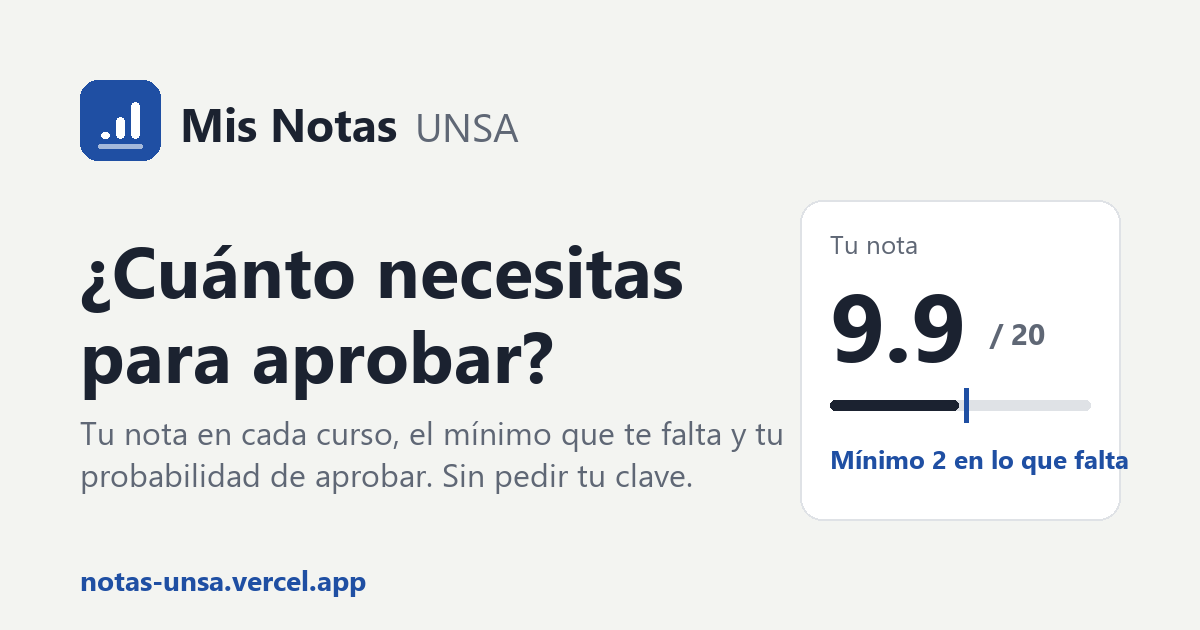 Mis Notas UNSA
¿Cuánto necesitas
para aprobar?
Tu nota en cada curso, el mínimo que te falta y tu
probabilidad de aprobar. Sin pedir tu clave.
notas-unsa.vercel.app
Tu nota
9.9 / 20
Mínimo 2 en lo que falta